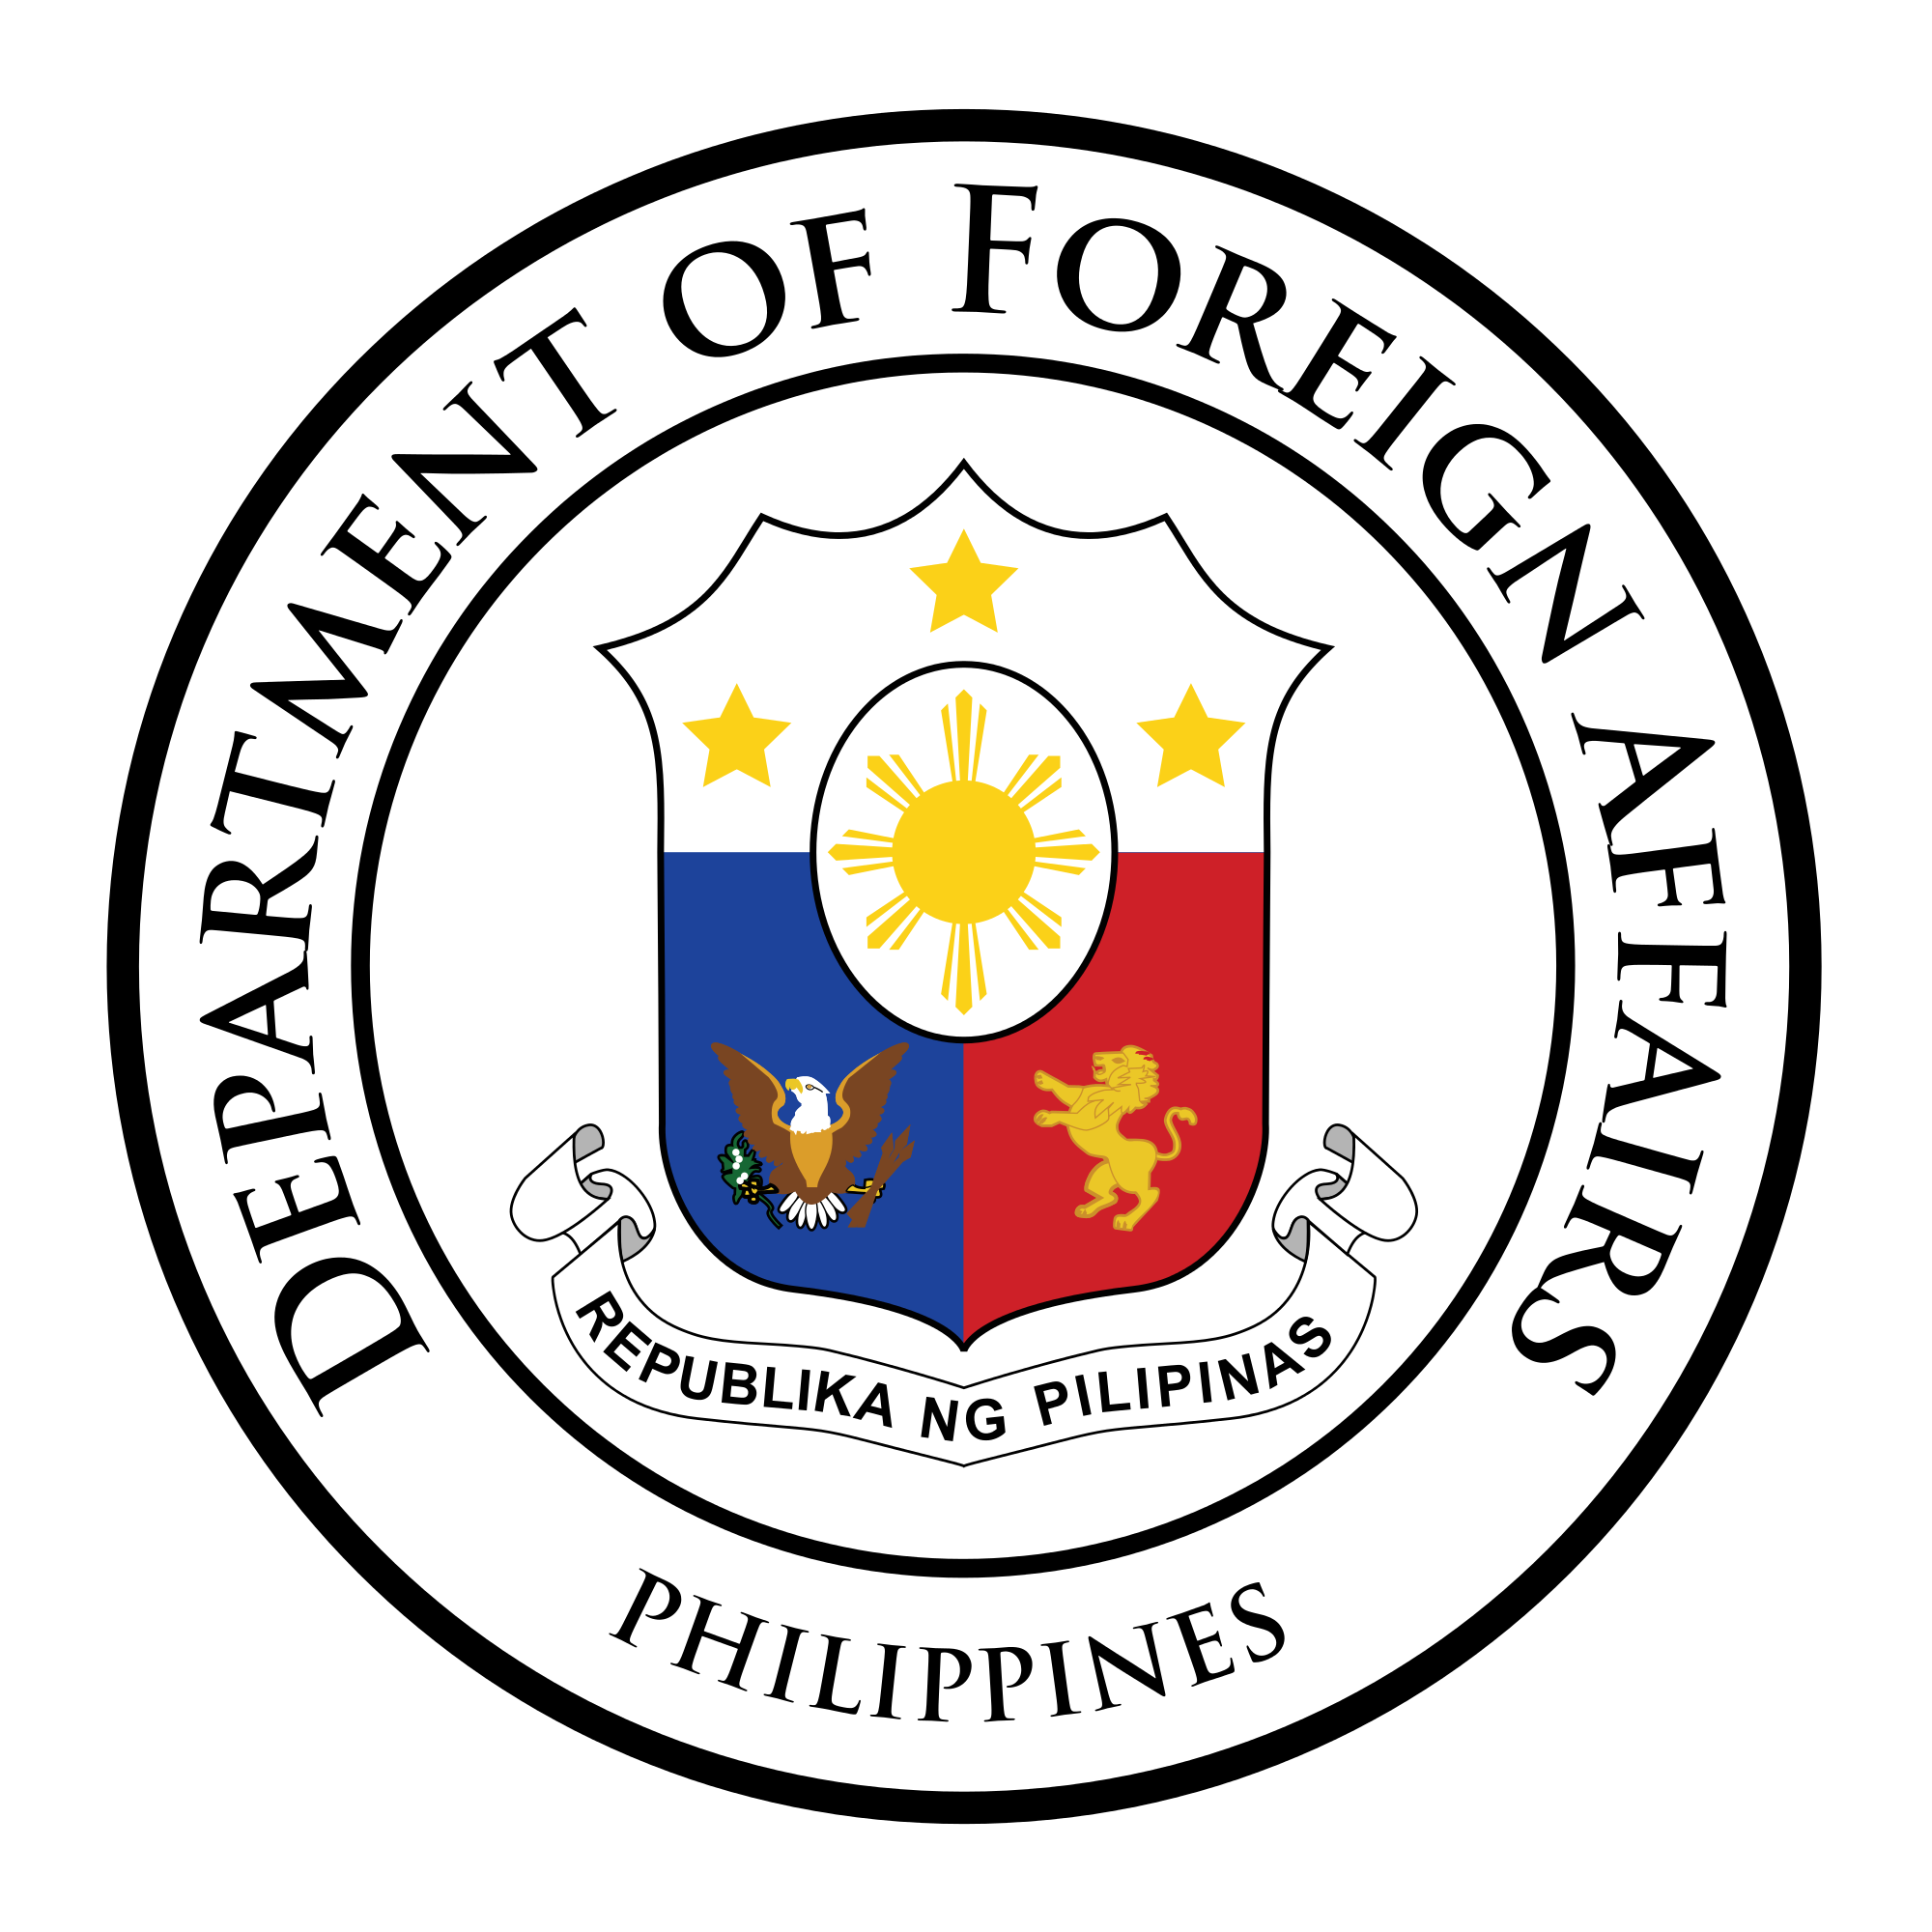 DEPARTMENT OF FOREIGN AFFAIRS
REPUBLIKA NG PILIPINAS
PHILIPPINES